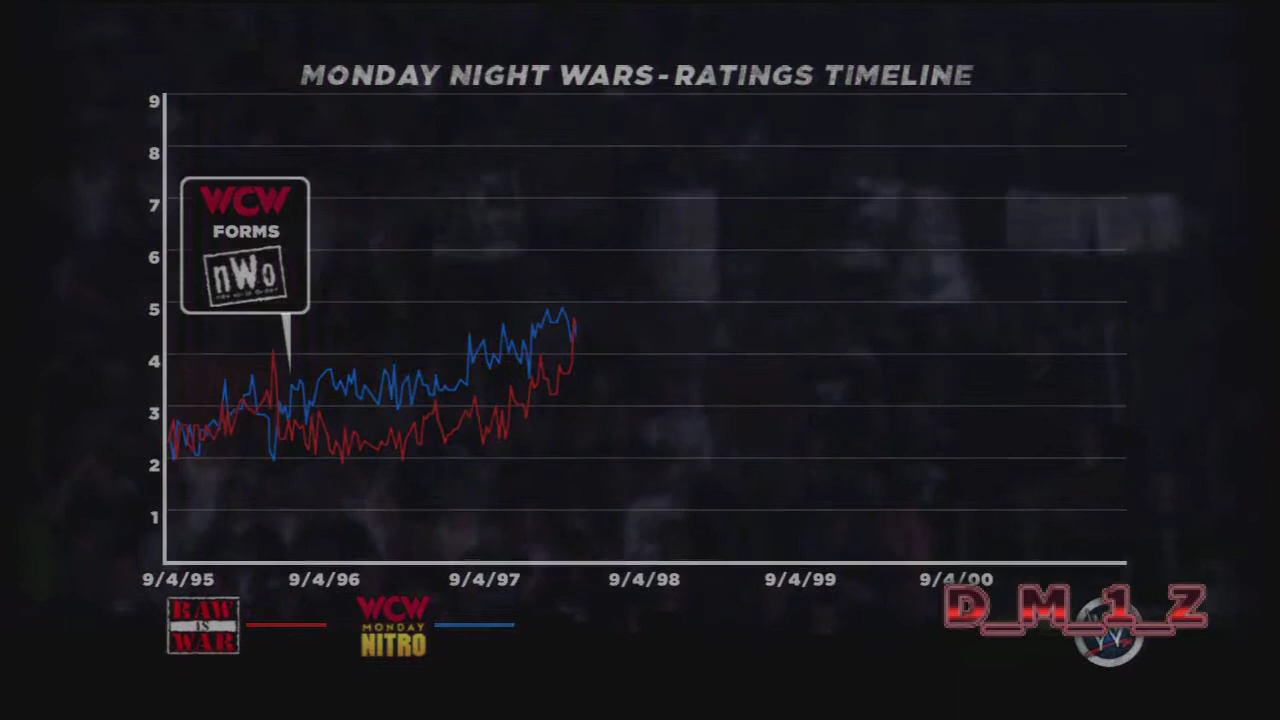 MONDAY NIGHT WARS - RATINGS TIMELINE
9
8
7
6
5
4
3
2
1
WCW
FORMS
nWo
9/4/95 9/4/96 9/4/97 9/4/98 9/4/99 9/4/00
RAW
IS
WAR
WCW
MONDAY
NITRO
D_M_1_Z